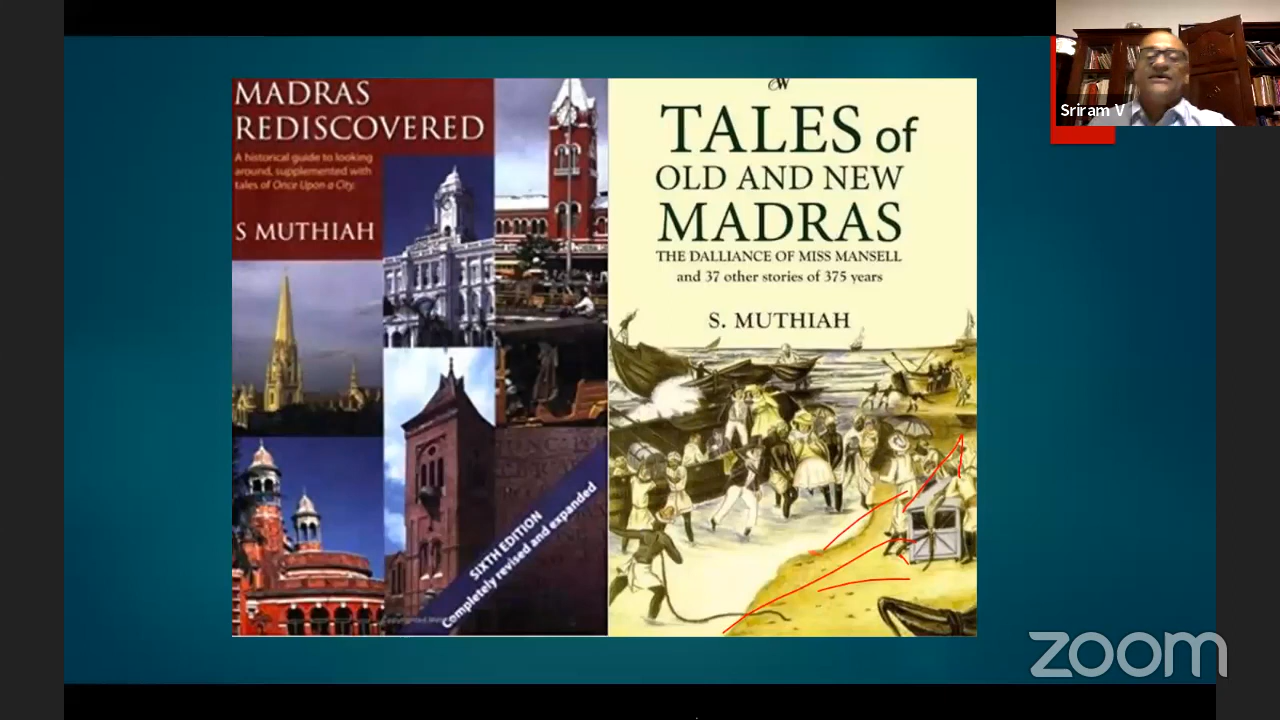 MADRAS
REDISCOVERED
A historical guide to looking
around, supplemented with
tales of Once Upon a City.
S MUTHIAH
SIXTH EDITION
Completely revised and expanded
W
TALES of
OLD AND NEW
MADRAS
THE DALLIANCE OF MISS MANSELL
and 37 other stories of 375 years
S. MUTHIAH
Sriram V
zoom